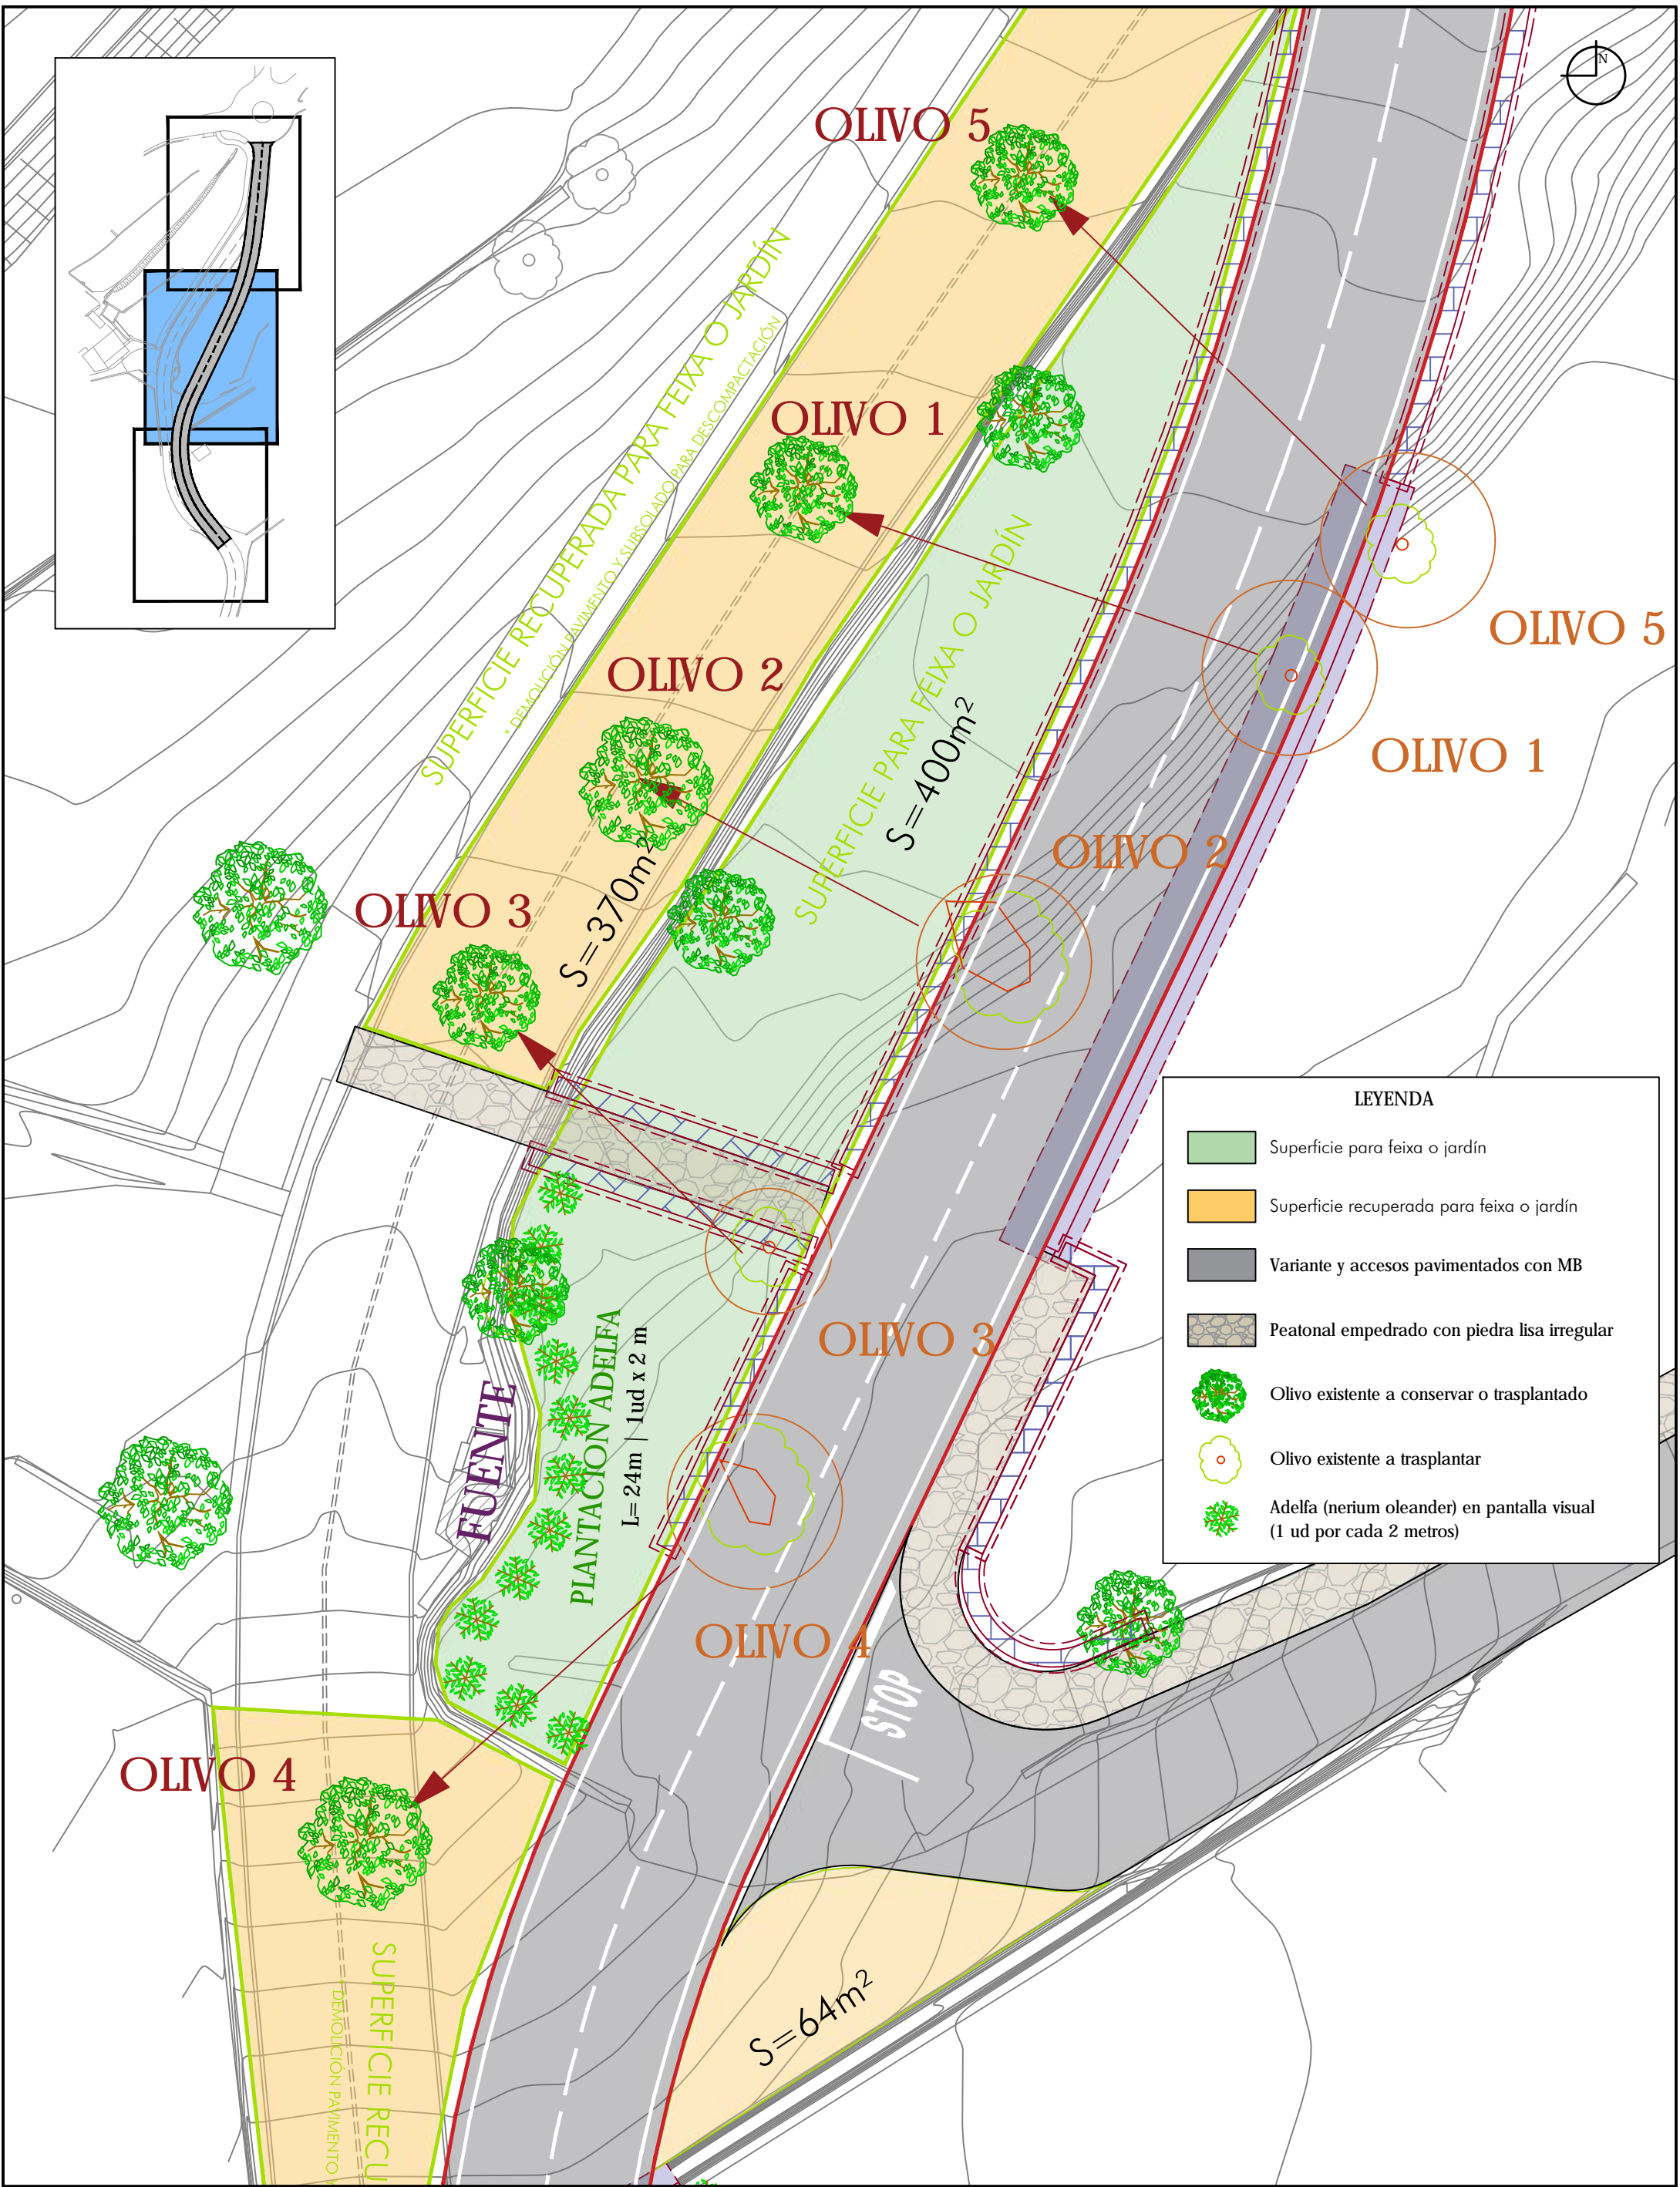 N
OLIVO 5
SUPERFICIE RECUPERADA PARA FEIXA O JARDÍN
* DEMOLICIÓN PAVIMENTO Y SUBSOLADO PARA DESCOMPACTACIÓN
OLIVO 1
OLIVO 5
OLIVO 2
SUPERFICIE PARA FEIXA O JARDÍN
S=400m²
OLIVO 1
OLIVO 2
OLIVO 3
S=370m²
LEYENDA
Superficie para feixa o jardín
Superficie recuperada para feixa o jardín
Variante y accesos pavimentados con MB
Peatonal empedrado con piedra lisa irregular
Olivo existente a conservar o trasplantado
Olivo existente a trasplantar
Adelfa (nerium oleander) en pantalla visual
(1 ud por cada 2 metros)
OLIVO 3
FUENTE
PLANTACION ADELFA
L=24m | 1ud x 2 m
OLIVO 4
STOP
OLIVO 4
SUPERFICIE RECU
DEMOLICIÓN PAVIMENTO
S=64m²